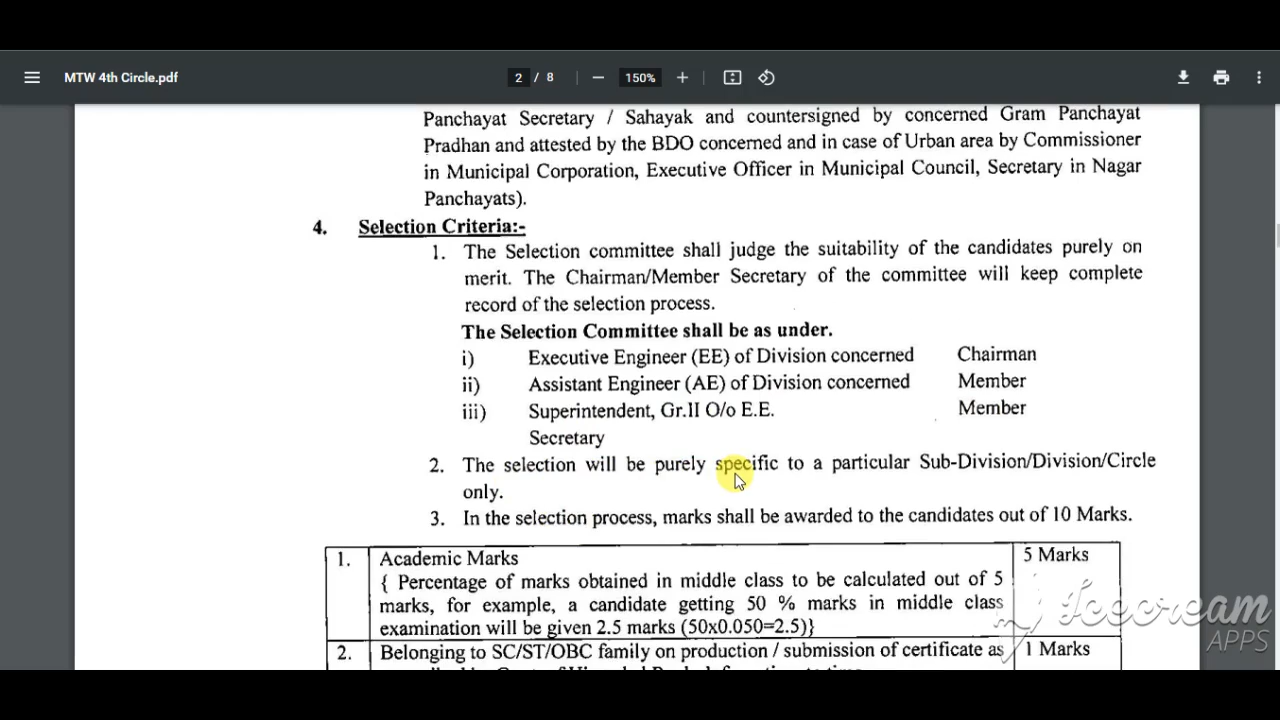 MTW 4th Circle.pdf
2 / 8
150%
Panchayat Secretary / Sahayak and countersigned by concerned Gram Panchayat
Pradhan and attested by the BDO concerned and in case of Urban area by Commissioner
in Municipal Corporation, Executive Officer in Municipal Council, Secretary in Nagar
Panchayats).
4. Selection Criteria:-
1. The Selection committee shall judge the suitability of the candidates purely on
merit. The Chairman/Member Secretary of the committee will keep complete
record of the selection process.
The Selection Committee shall be as under.
i) Executive Engineer (EE) of Division concerned Chairman
ii) Assistant Engineer (AE) of Division concerned Member
iii) Superintendent, Gr.II O/o E.E. Member
Secretary
2. The selection will be purely specific to a particular Sub-Division/Division/Circle
only.
3. In the selection process, marks shall be awarded to the candidates out of 10 Marks.
1. Academic Marks 5 Marks
{ Percentage of marks obtained in middle class to be calculated out of 5
marks, for example, a candidate getting 50 % marks in middle class
examination will be given 2.5 marks (50x0.050=2.5)}
2. Belonging to SC/ST/OBC family on production / submission of certificate as 1 Marks
Icecream
APPS